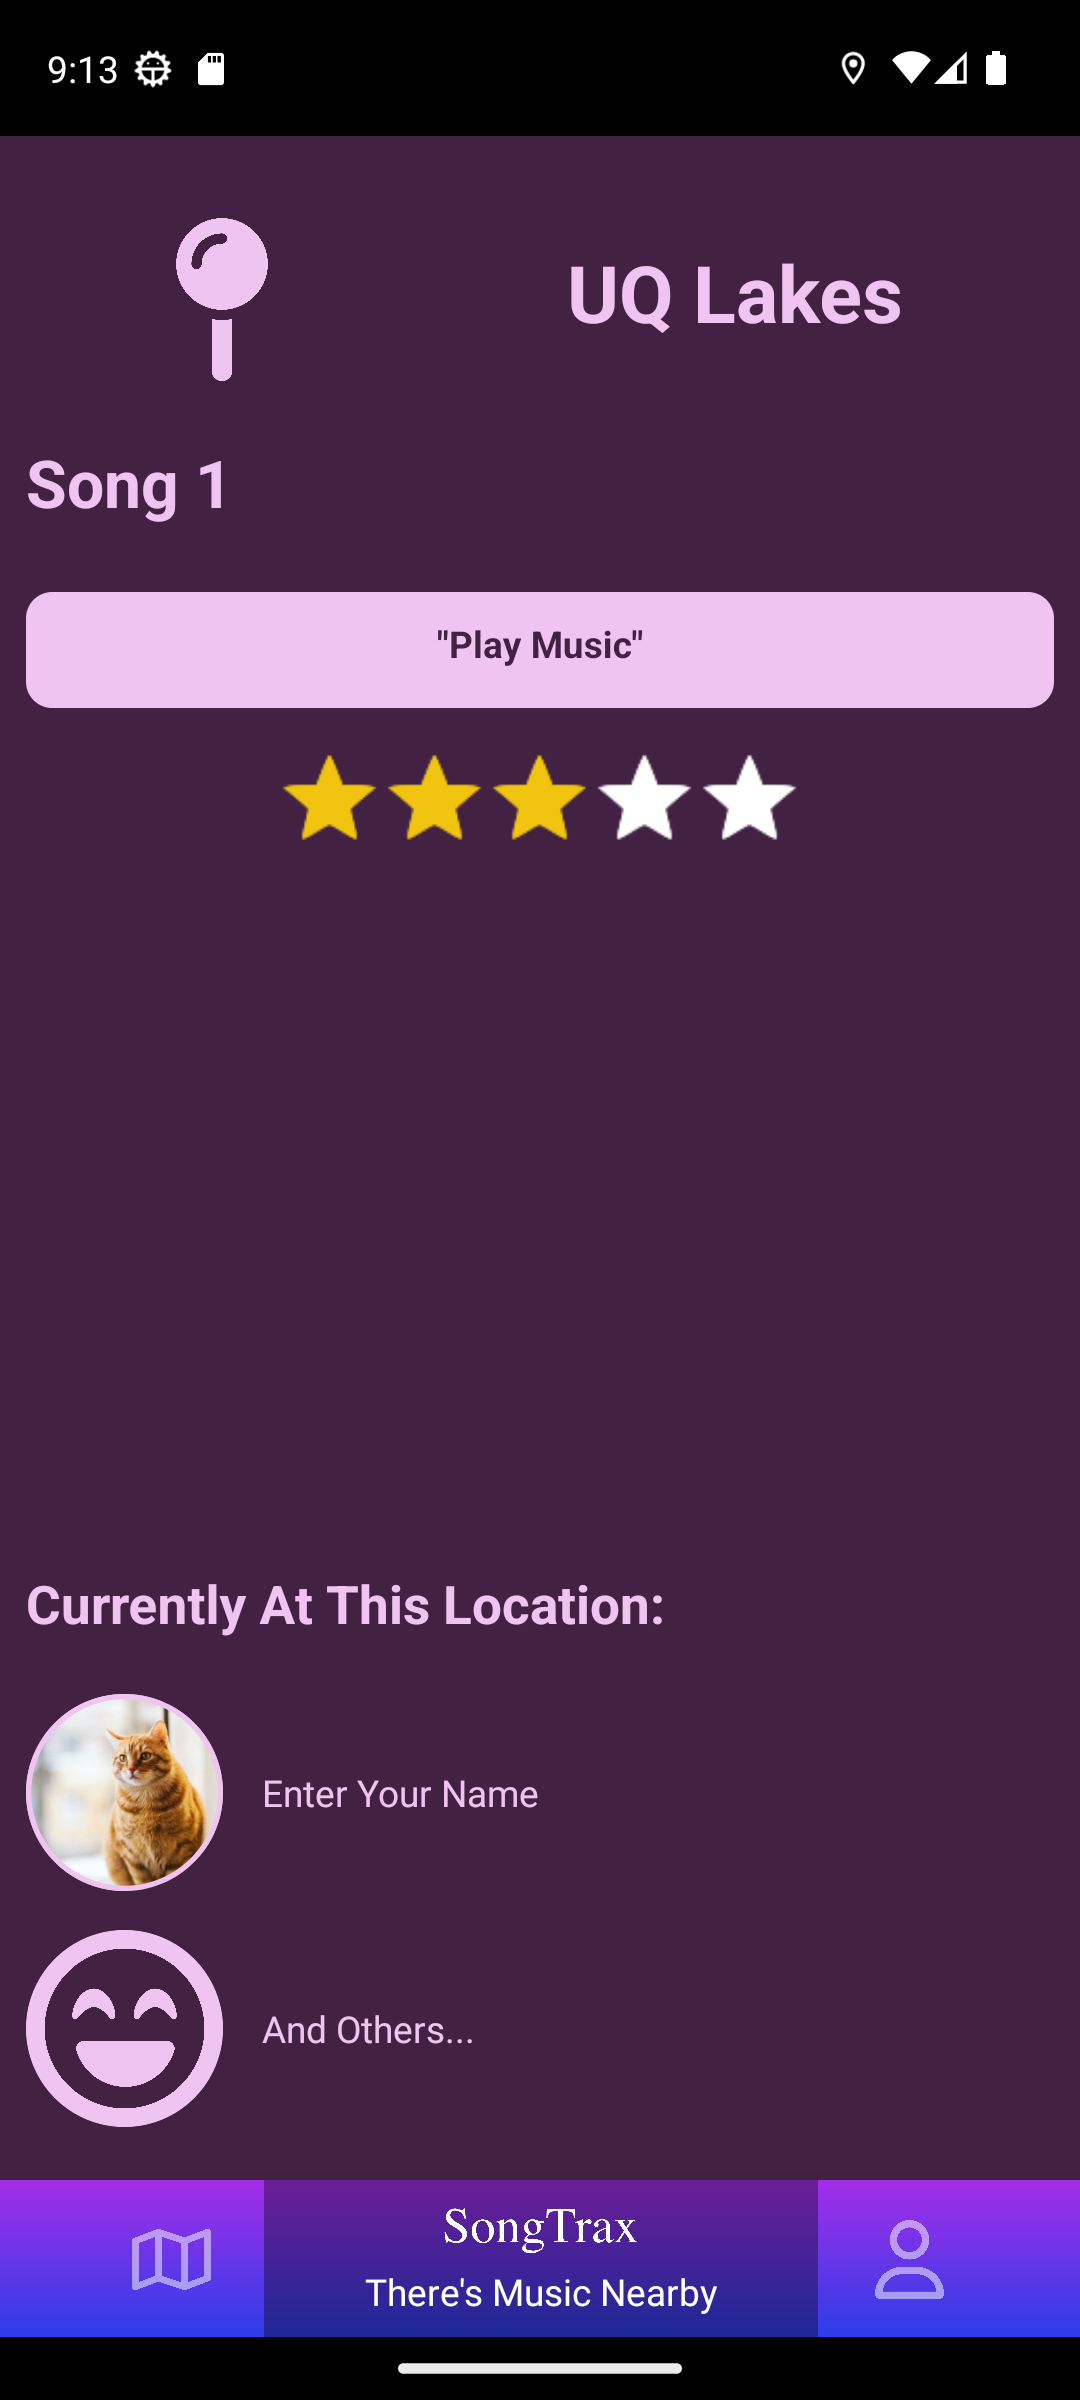 9:13
UQ Lakes
Song 1
"Play Music"
Currently At This Location:
Enter Your Name
And Others...
SongTrax
There's Music Nearby